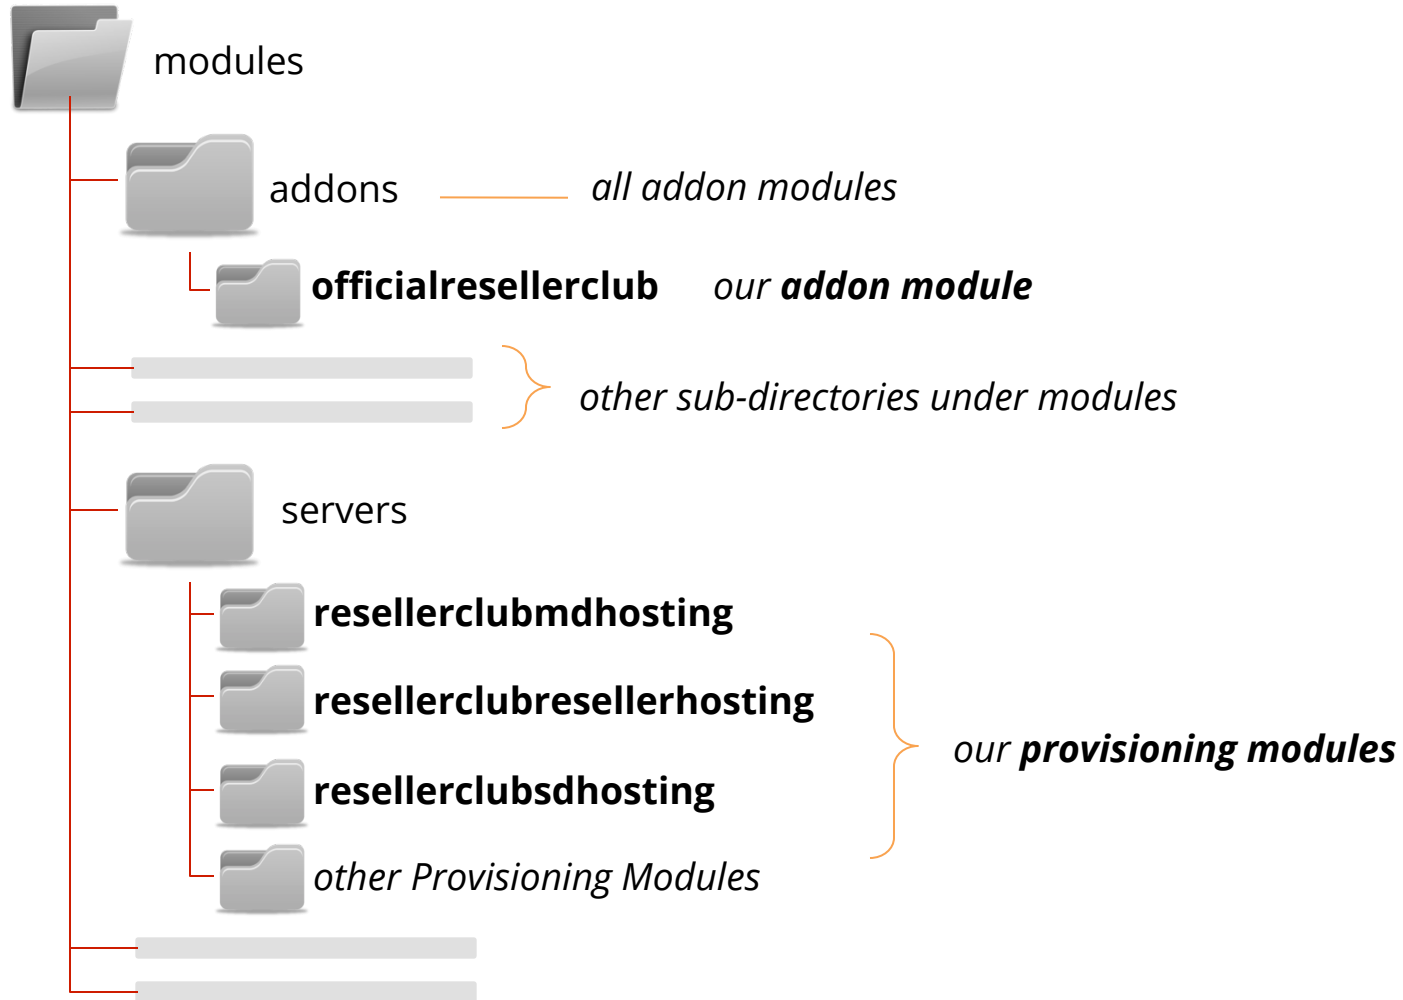 modules
addons all addon modules
officialresellerclub our addon module
other sub-directories under modules
servers
resellerclubmdhosting
resellerclubresellerhosting
our provisioning modules
resellerclubsdhosting
other Provisioning Modules